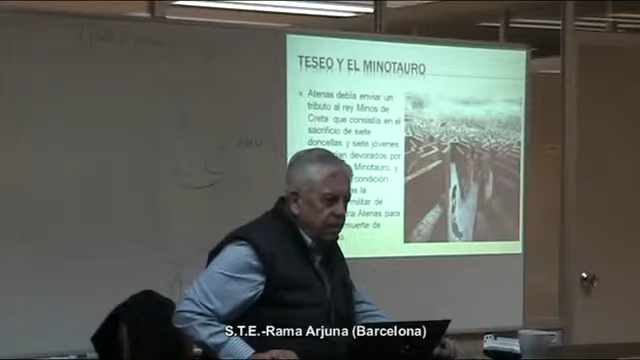 TESEO Y EL MINOTAURO
Atenas debía enviar un
tributo al rey Minos de
Creta que consistía en el
sacrificio de siete
doncellas y siete jóvenes
devorados por
Minotauro, y
condición
la
militar de
Atenas para
muerte de
S.T.E.-Rama Arjuna (Barcelona)